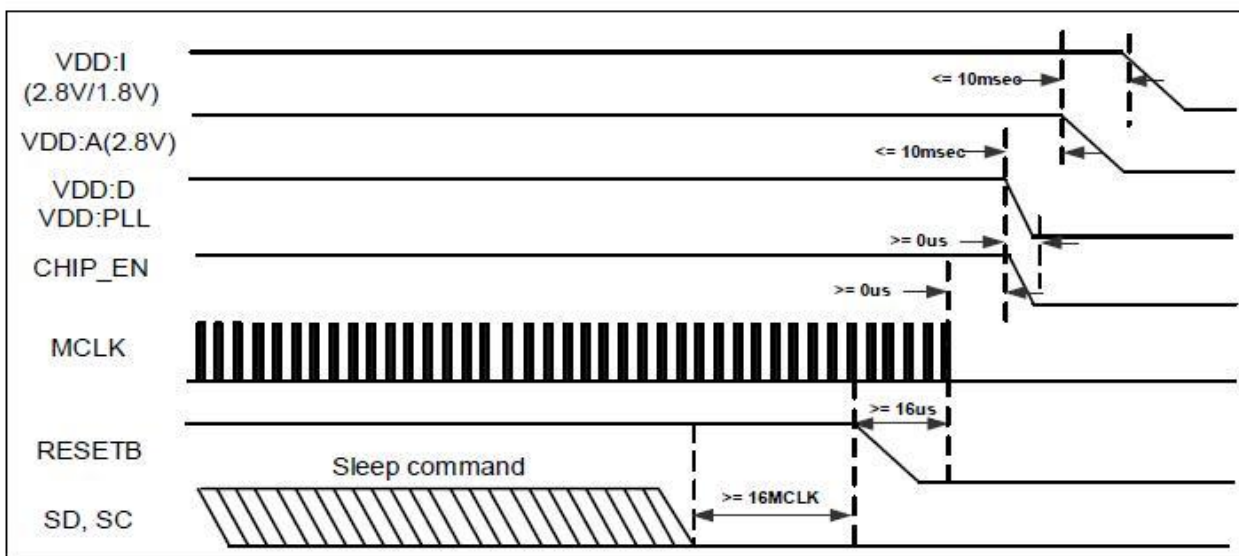 VDD:I
(2.8V/1.8V)
<= 10msec
VDD:A(2.8V)
<= 10msec
VDD:D
VDD:PLL
>= 0us
CHIP_EN
>= 0us
MCLK
>= 16us
RESETB
Sleep command
>= 16MCLK
SD, SC